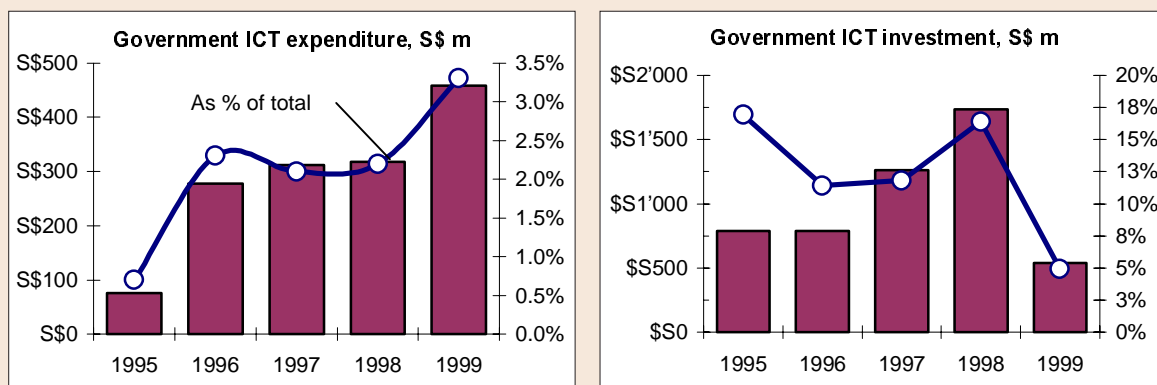 Government ICT expenditure, S$ m
S$500
S$400
S$300
S$200
S$100
S$0
3.5%
3.0%
2.5%
2.0%
1.5%
1.0%
0.5%
0.0%
As % of total
1995 1996 1997 1998 1999
Government ICT investment, S$ m
$S2'000
$S1'500
$S1'000
$S500
$S0
20%
18%
15%
13%
10%
8%
5%
3%
0%
1995 1996 1997 1998 1999